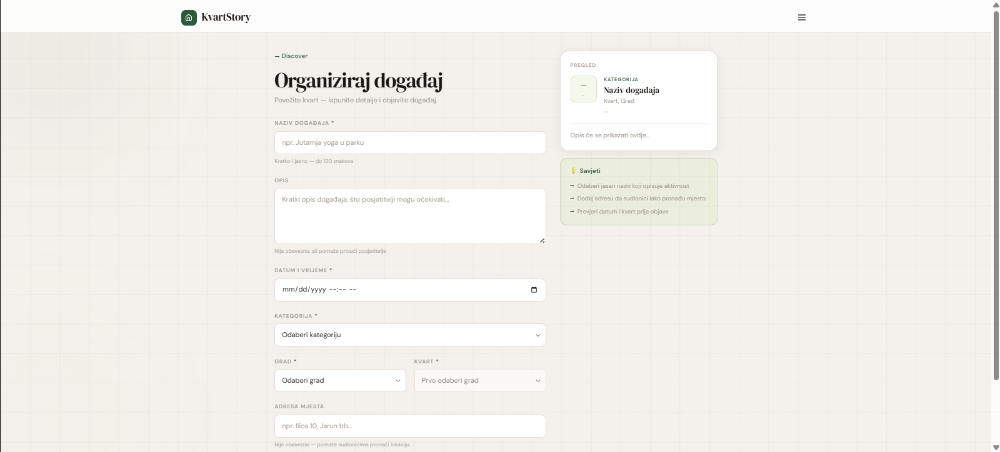 KvartStory
← Discover
Organiziraj događaj
Povežite kvart — ispunite detalje i objavite događaj.
NAZIV DOGAĐAJA *
npr. Jutarnja yoga u parku
Kratko i jasno — do 120 znakova
OPIS
Kratki opis događaja, što posjetitelji mogu očekivati...
Nije obavezno, ali pomaže privući posjetitelje
DATUM I VRIJEME *
mm/dd/yyyy --:-- --
KATEGORIJA *
Odaberi kategoriju
GRAD *
Odaberi grad
KVART *
Prvo odaberi grad
ADRESA MJESTA
npr. Ilica 10, Jarun bb...
Nije obavezno — pomaže sudionicima pronaći lokaciju
PREGLED
—
–
KATEGORIJA
Naziv događaja
Kvart, Grad
–
Opis će se prikazati ovdje...
💡 Savjeti
→ Odaberi jasan naziv koji opisuje aktivnost
→ Dodaj adresu da sudionici lako pronađu mjesto
→ Provjeri datum i kvart prije objave